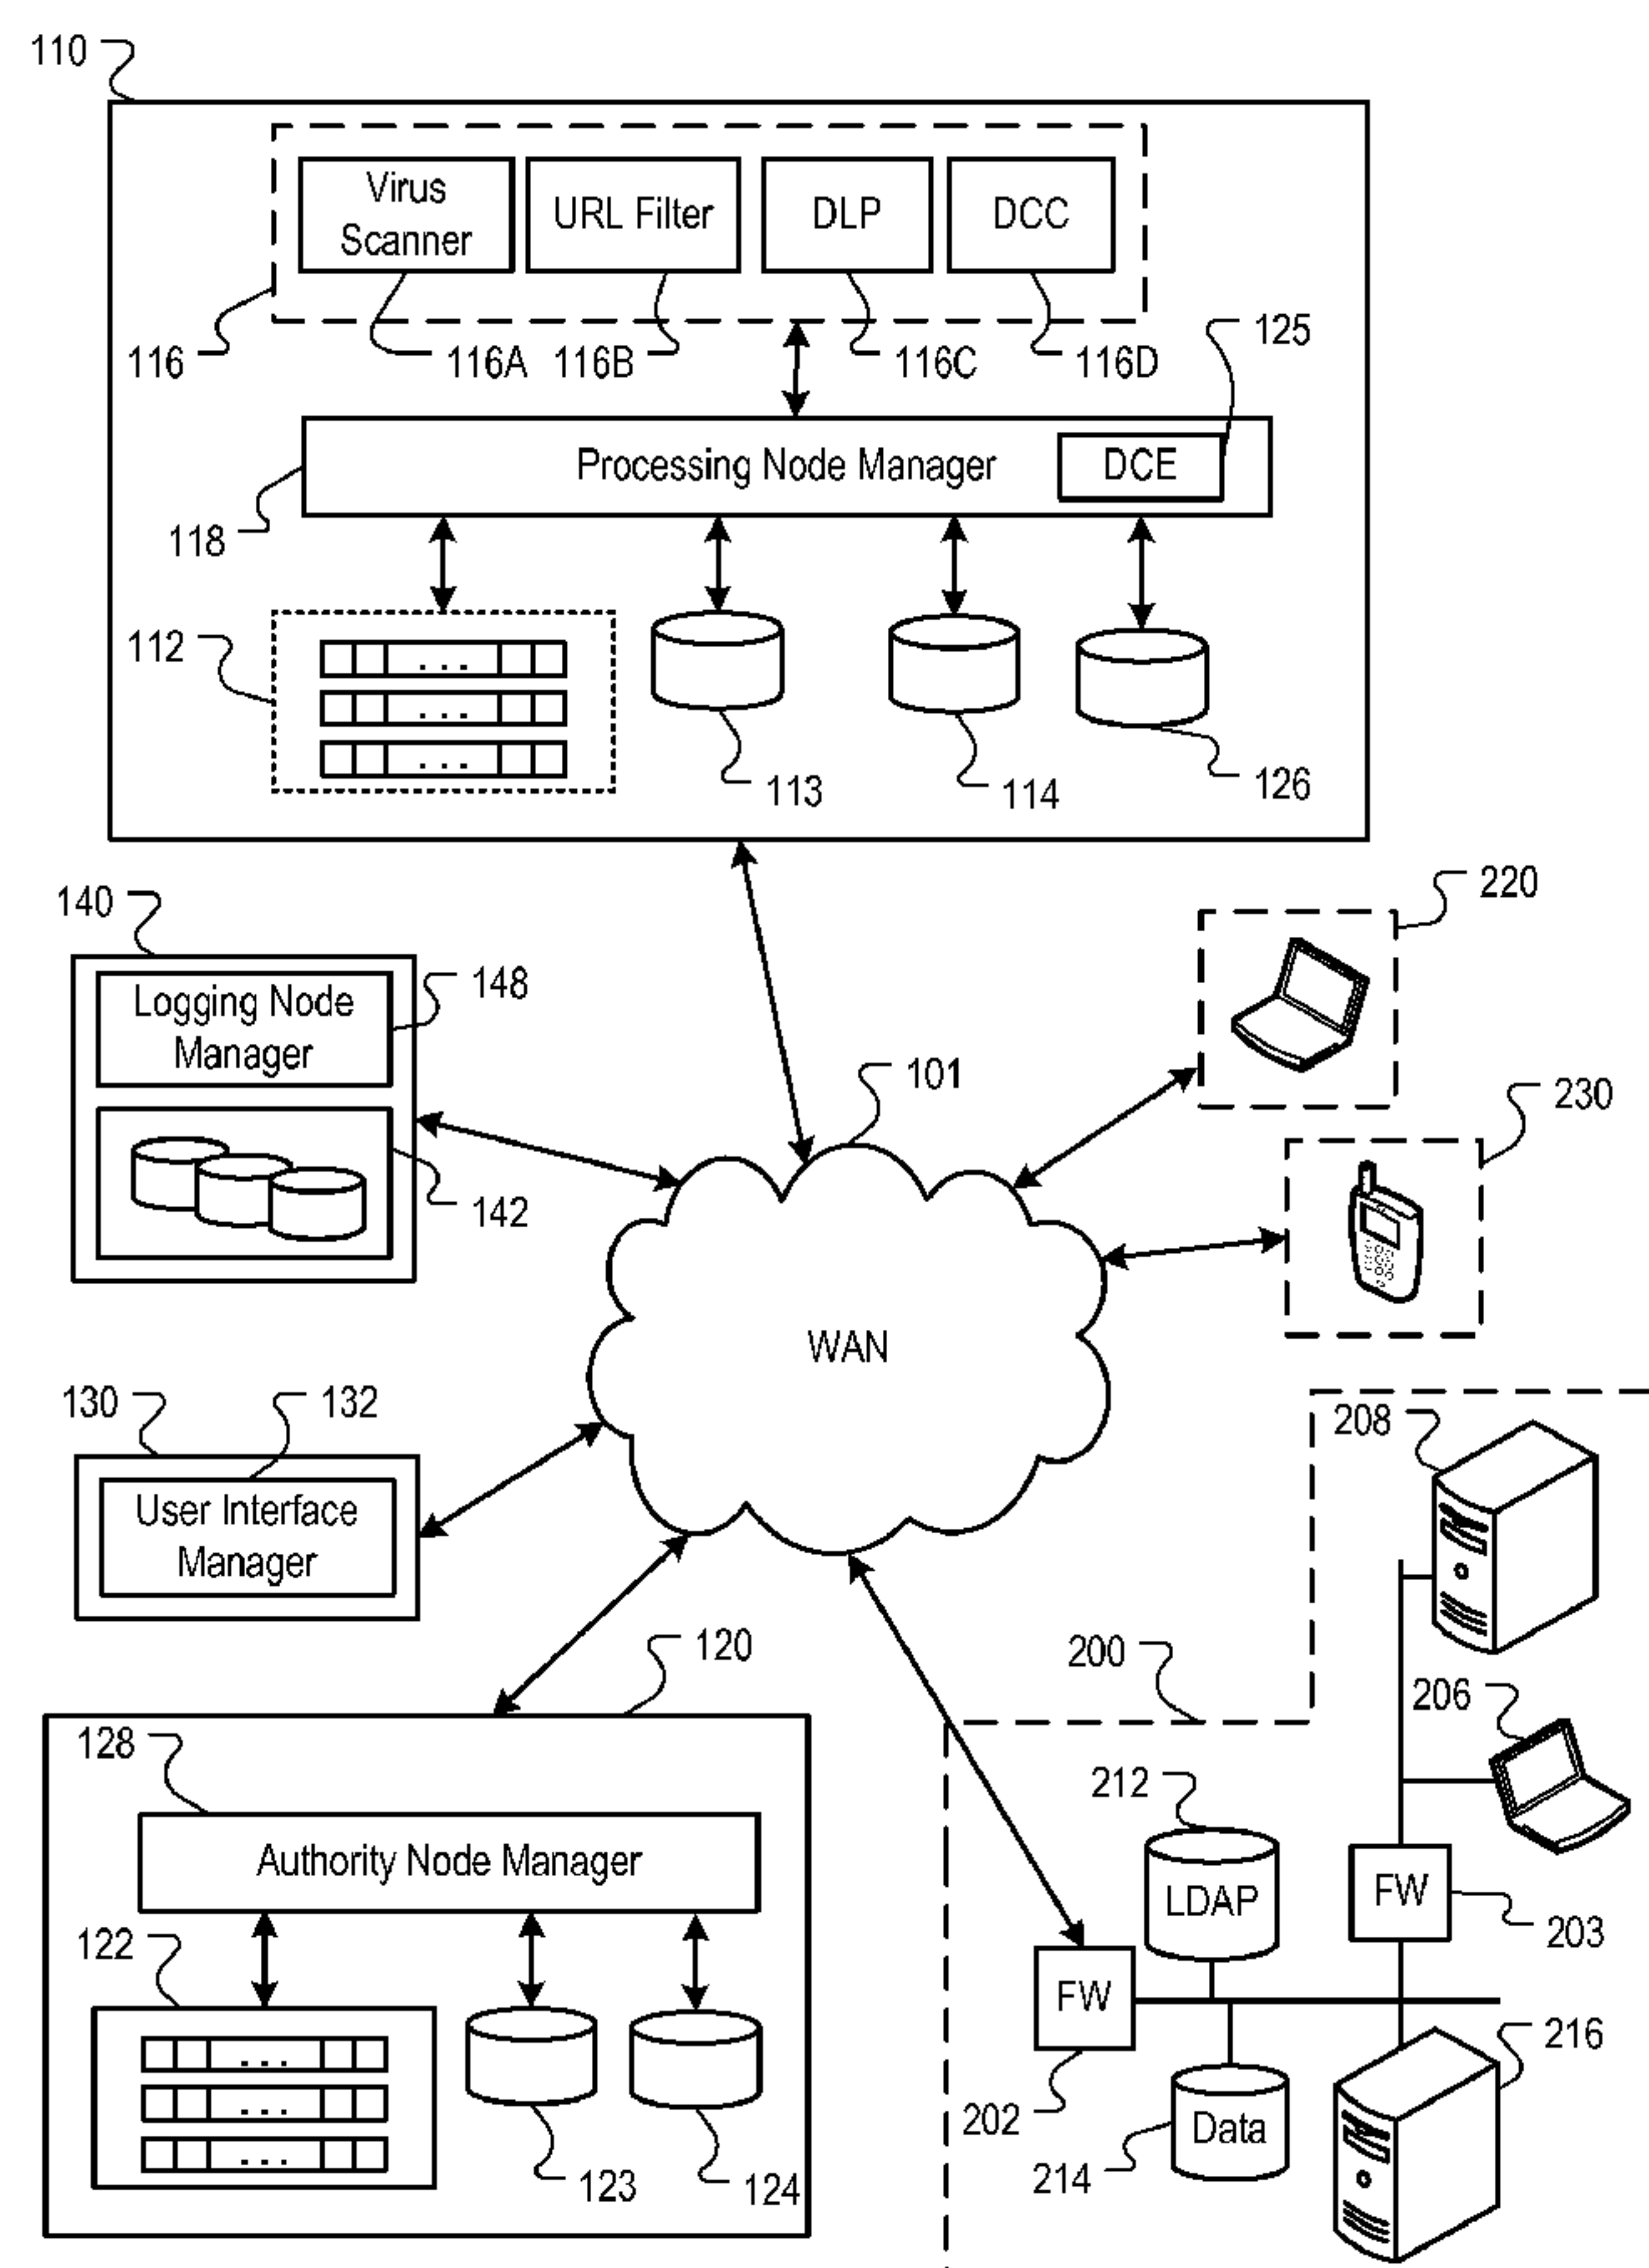 110
Virus
Scanner
URL Filter
DLP
DCC
116
116A
116B
116C
116D
125
Processing Node Manager
DCE
118
112
. . .
. . .
. . .
113
114
126
140
148
Logging Node
Manager
142
220
101
230
WAN
130
132
User Interface
Manager
208
120
200
206
128
212
Authority Node Manager
LDAP
FW
203
122
FW
216
. . .
. . .
. . .
202
Data
214
123
124